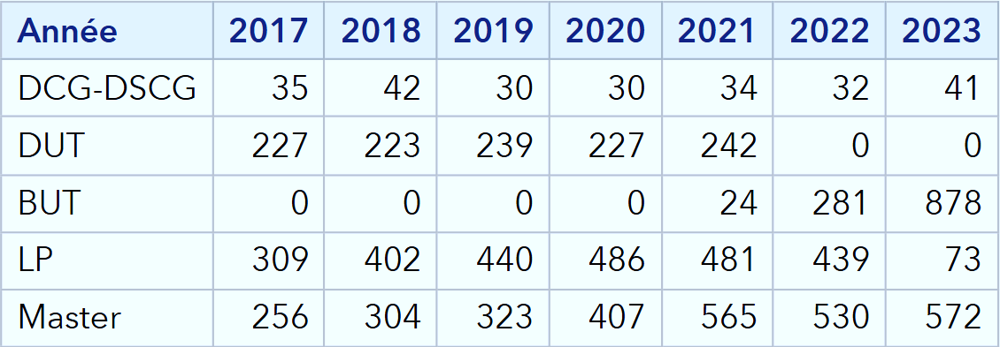 Année 2017 2018 2019 2020 2021 2022 2023
DCG-DSCG 35 42 30 30 34 32 41
DUT 227 223 239 227 242 0 0
BUT 0 0 0 0 24 281 878
LP 309 402 440 486 481 439 73
Master 256 304 323 407 565 530 572